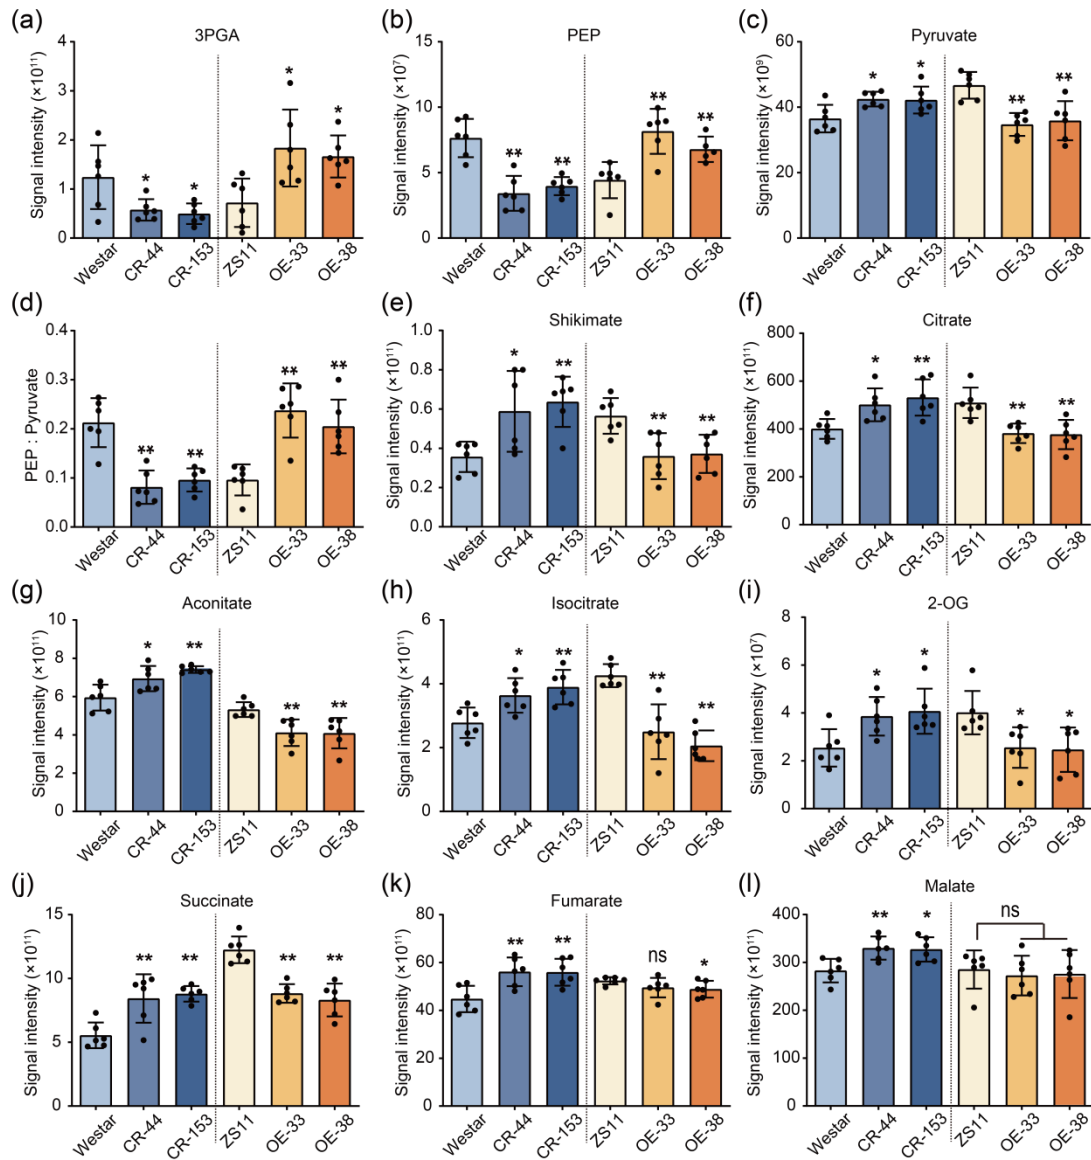 (a)
3PGA
Signal intensity (×10¹¹)
4
3
2
1
0
* * * *
Westar CR-44 CR-153 ZS11 OE-33 OE-38
(b)
PEP
Signal intensity (×10⁷)
15
10
5
0
** ** ** **
Westar CR-44 CR-153 ZS11 OE-33 OE-38
(c)
Pyruvate
Signal intensity (×10⁹)
60
40
20
0
* * ** **
Westar CR-44 CR-153 ZS11 OE-33 OE-38
(d)
PEP : Pyruvate
0.4
0.3
0.2
0.1
0.0
** ** ** **
Westar CR-44 CR-153 ZS11 OE-33 OE-38
(e)
Shikimate
Signal intensity (×10¹¹)
1.0
0.8
0.6
0.4
0.2
0.0
* ** ** **
Westar CR-44 CR-153 ZS11 OE-33 OE-38
(f)
Citrate
Signal intensity (×10¹¹)
800
600
400
200
0
* ** ** **
Westar CR-44 CR-153 ZS11 OE-33 OE-38
(g)
Aconitate
Signal intensity (×10¹¹)
10
8
6
4
2
0
* ** ** **
Westar CR-44 CR-153 ZS11 OE-33 OE-38
(h)
Isocitrate
Signal intensity (×10¹¹)
6
4
2
0
* ** ** **
Westar CR-44 CR-153 ZS11 OE-33 OE-38
(i)
2-OG
Signal intensity (×10⁷)
8
6
4
2
0
* * * *
Westar CR-44 CR-153 ZS11 OE-33 OE-38
(j)
Succinate
Signal intensity (×10¹¹)
15
10
5
0
** ** ** **
Westar CR-44 CR-153 ZS11 OE-33 OE-38
(k)
Fumarate
Signal intensity (×10¹¹)
80
60
40
20
0
** ** ns *
Westar CR-44 CR-153 ZS11 OE-33 OE-38
(l)
Malate
Signal intensity (×10¹¹)
400
300
200
100
0
** * ns
Westar CR-44 CR-153 ZS11 OE-33 OE-38